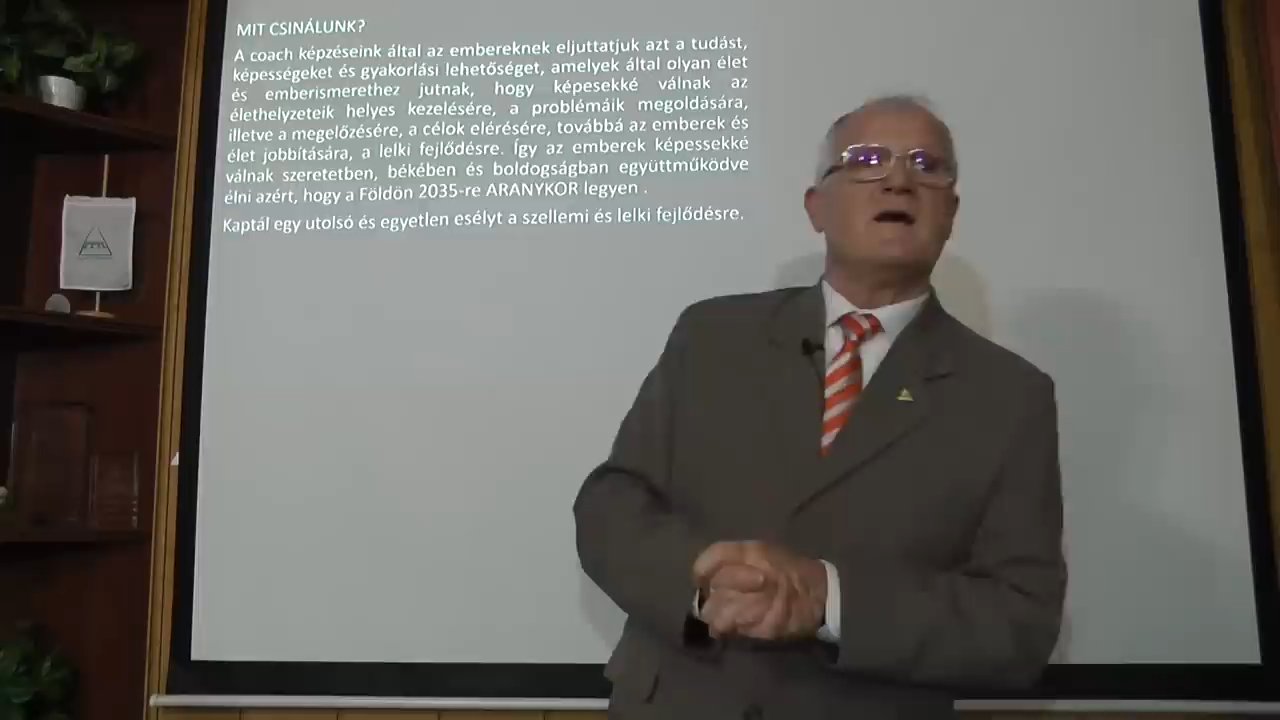 MIT CSINÁLUNK?
A coach képzéseink által az embereknek eljuttatjuk azt a tudást,
képességeket és gyakorlási lehetőséget, amelyek által olyan élet
és emberismerethez jutnak, hogy képesekké válnak az
élethelyzeteik helyes kezelésére, a problémáik megoldására,
illetve a megelőzésére, a célok elérésére, továbbá az emberek és
élet jobbítására, a lelki fejlődésre. Így az emberek képessekké
válnak szeretetben, békében és boldogságban együttműködve
élni azért, hogy a Földön 2035-re ARANYKOR legyen .
Kaptál egy utolsó és egyetlen esélyt a szellemi és lelki fejlődésre.